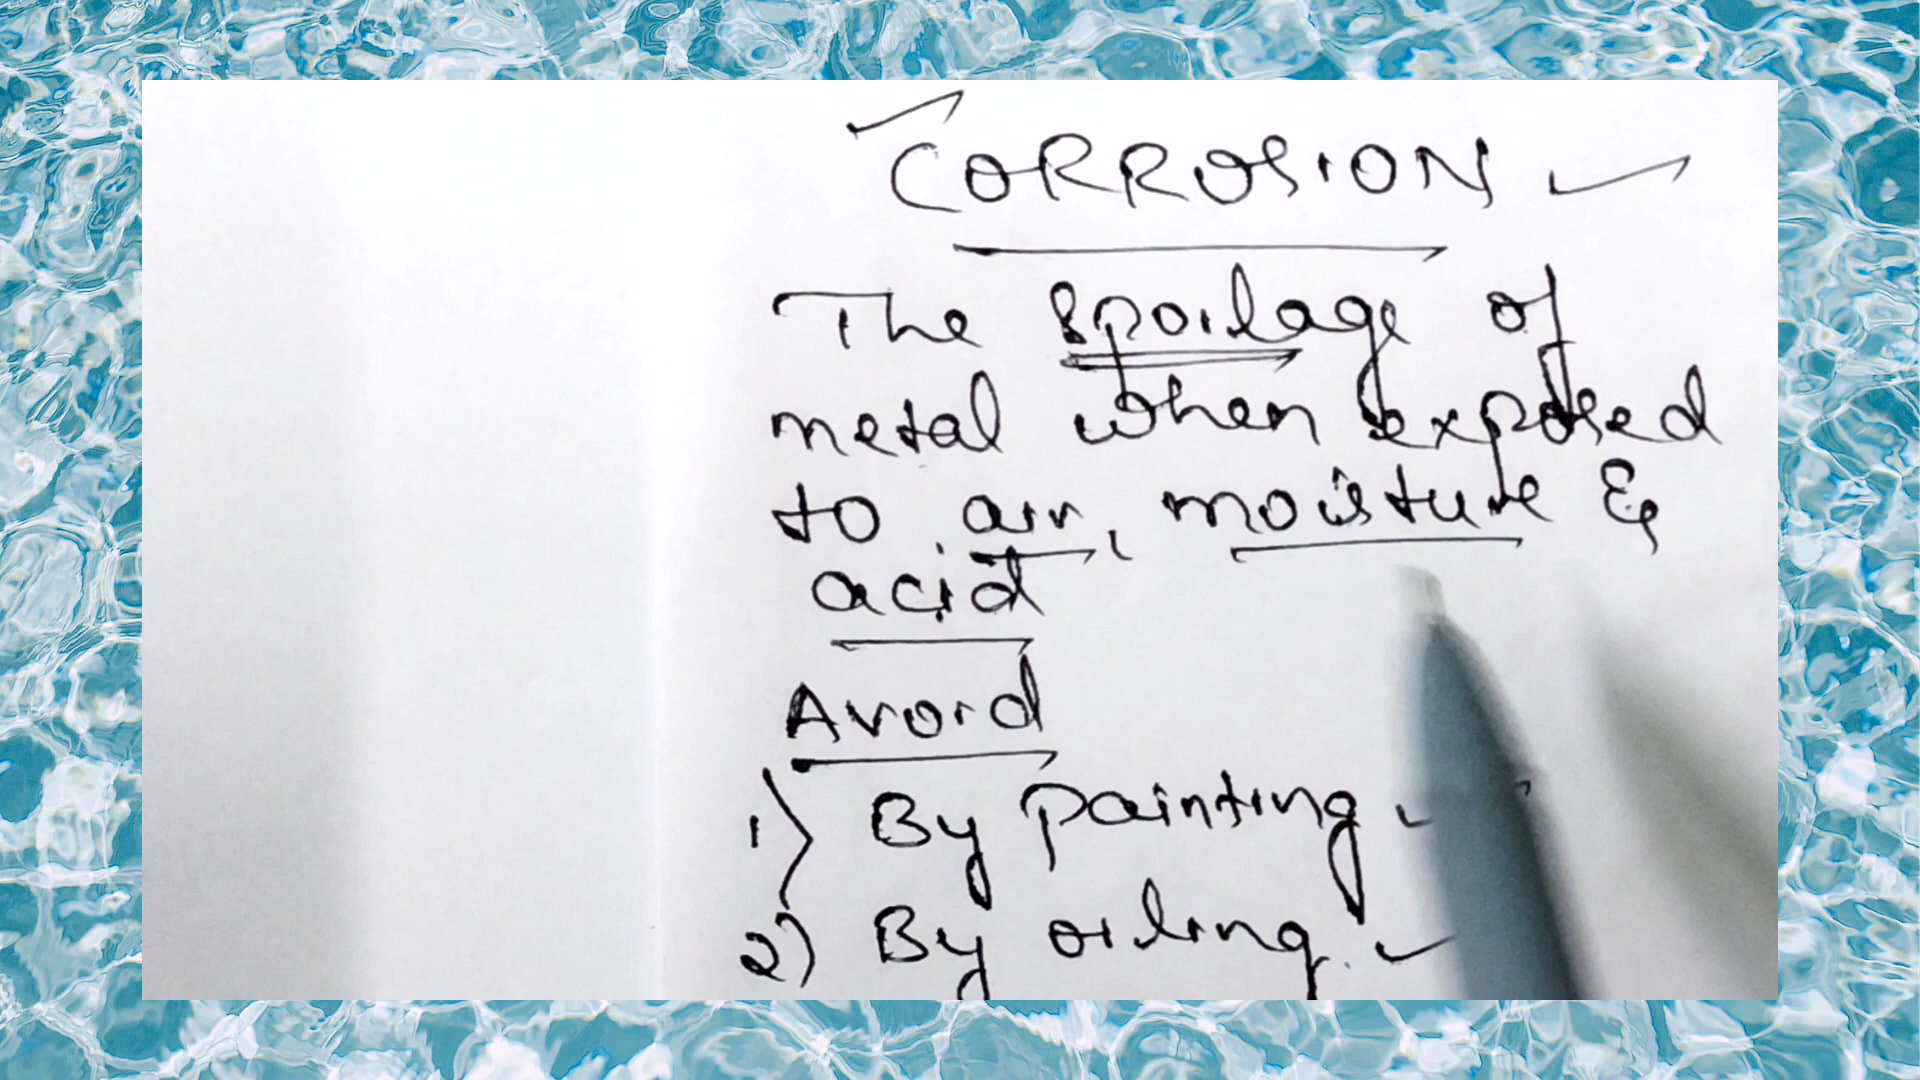 CORROSION
The spoilage of
metal when exposed
to air, moisture &
acid
Avoid
1) By painting
2) By oiling.